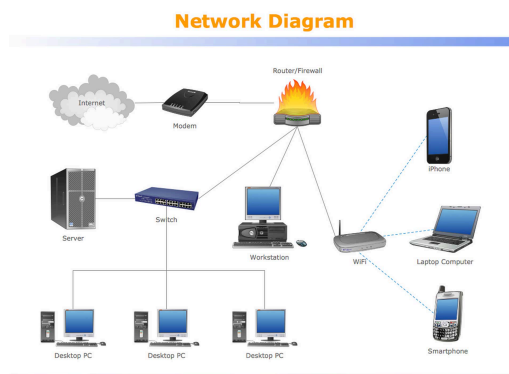 Network Diagram
Router/Firewall
Internet
Modem
iPhone
Switch
Server
Workstation
WiFi
Laptop Computer
Desktop PC
Desktop PC
Desktop PC
Smartphone